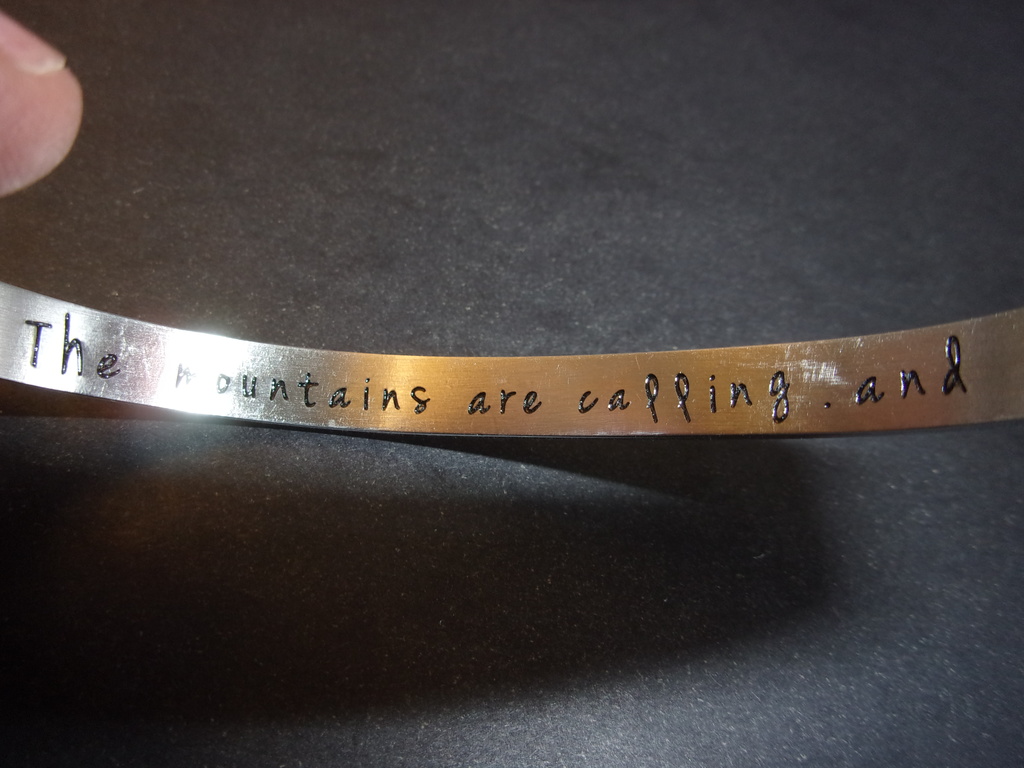 The mountains are calling . and